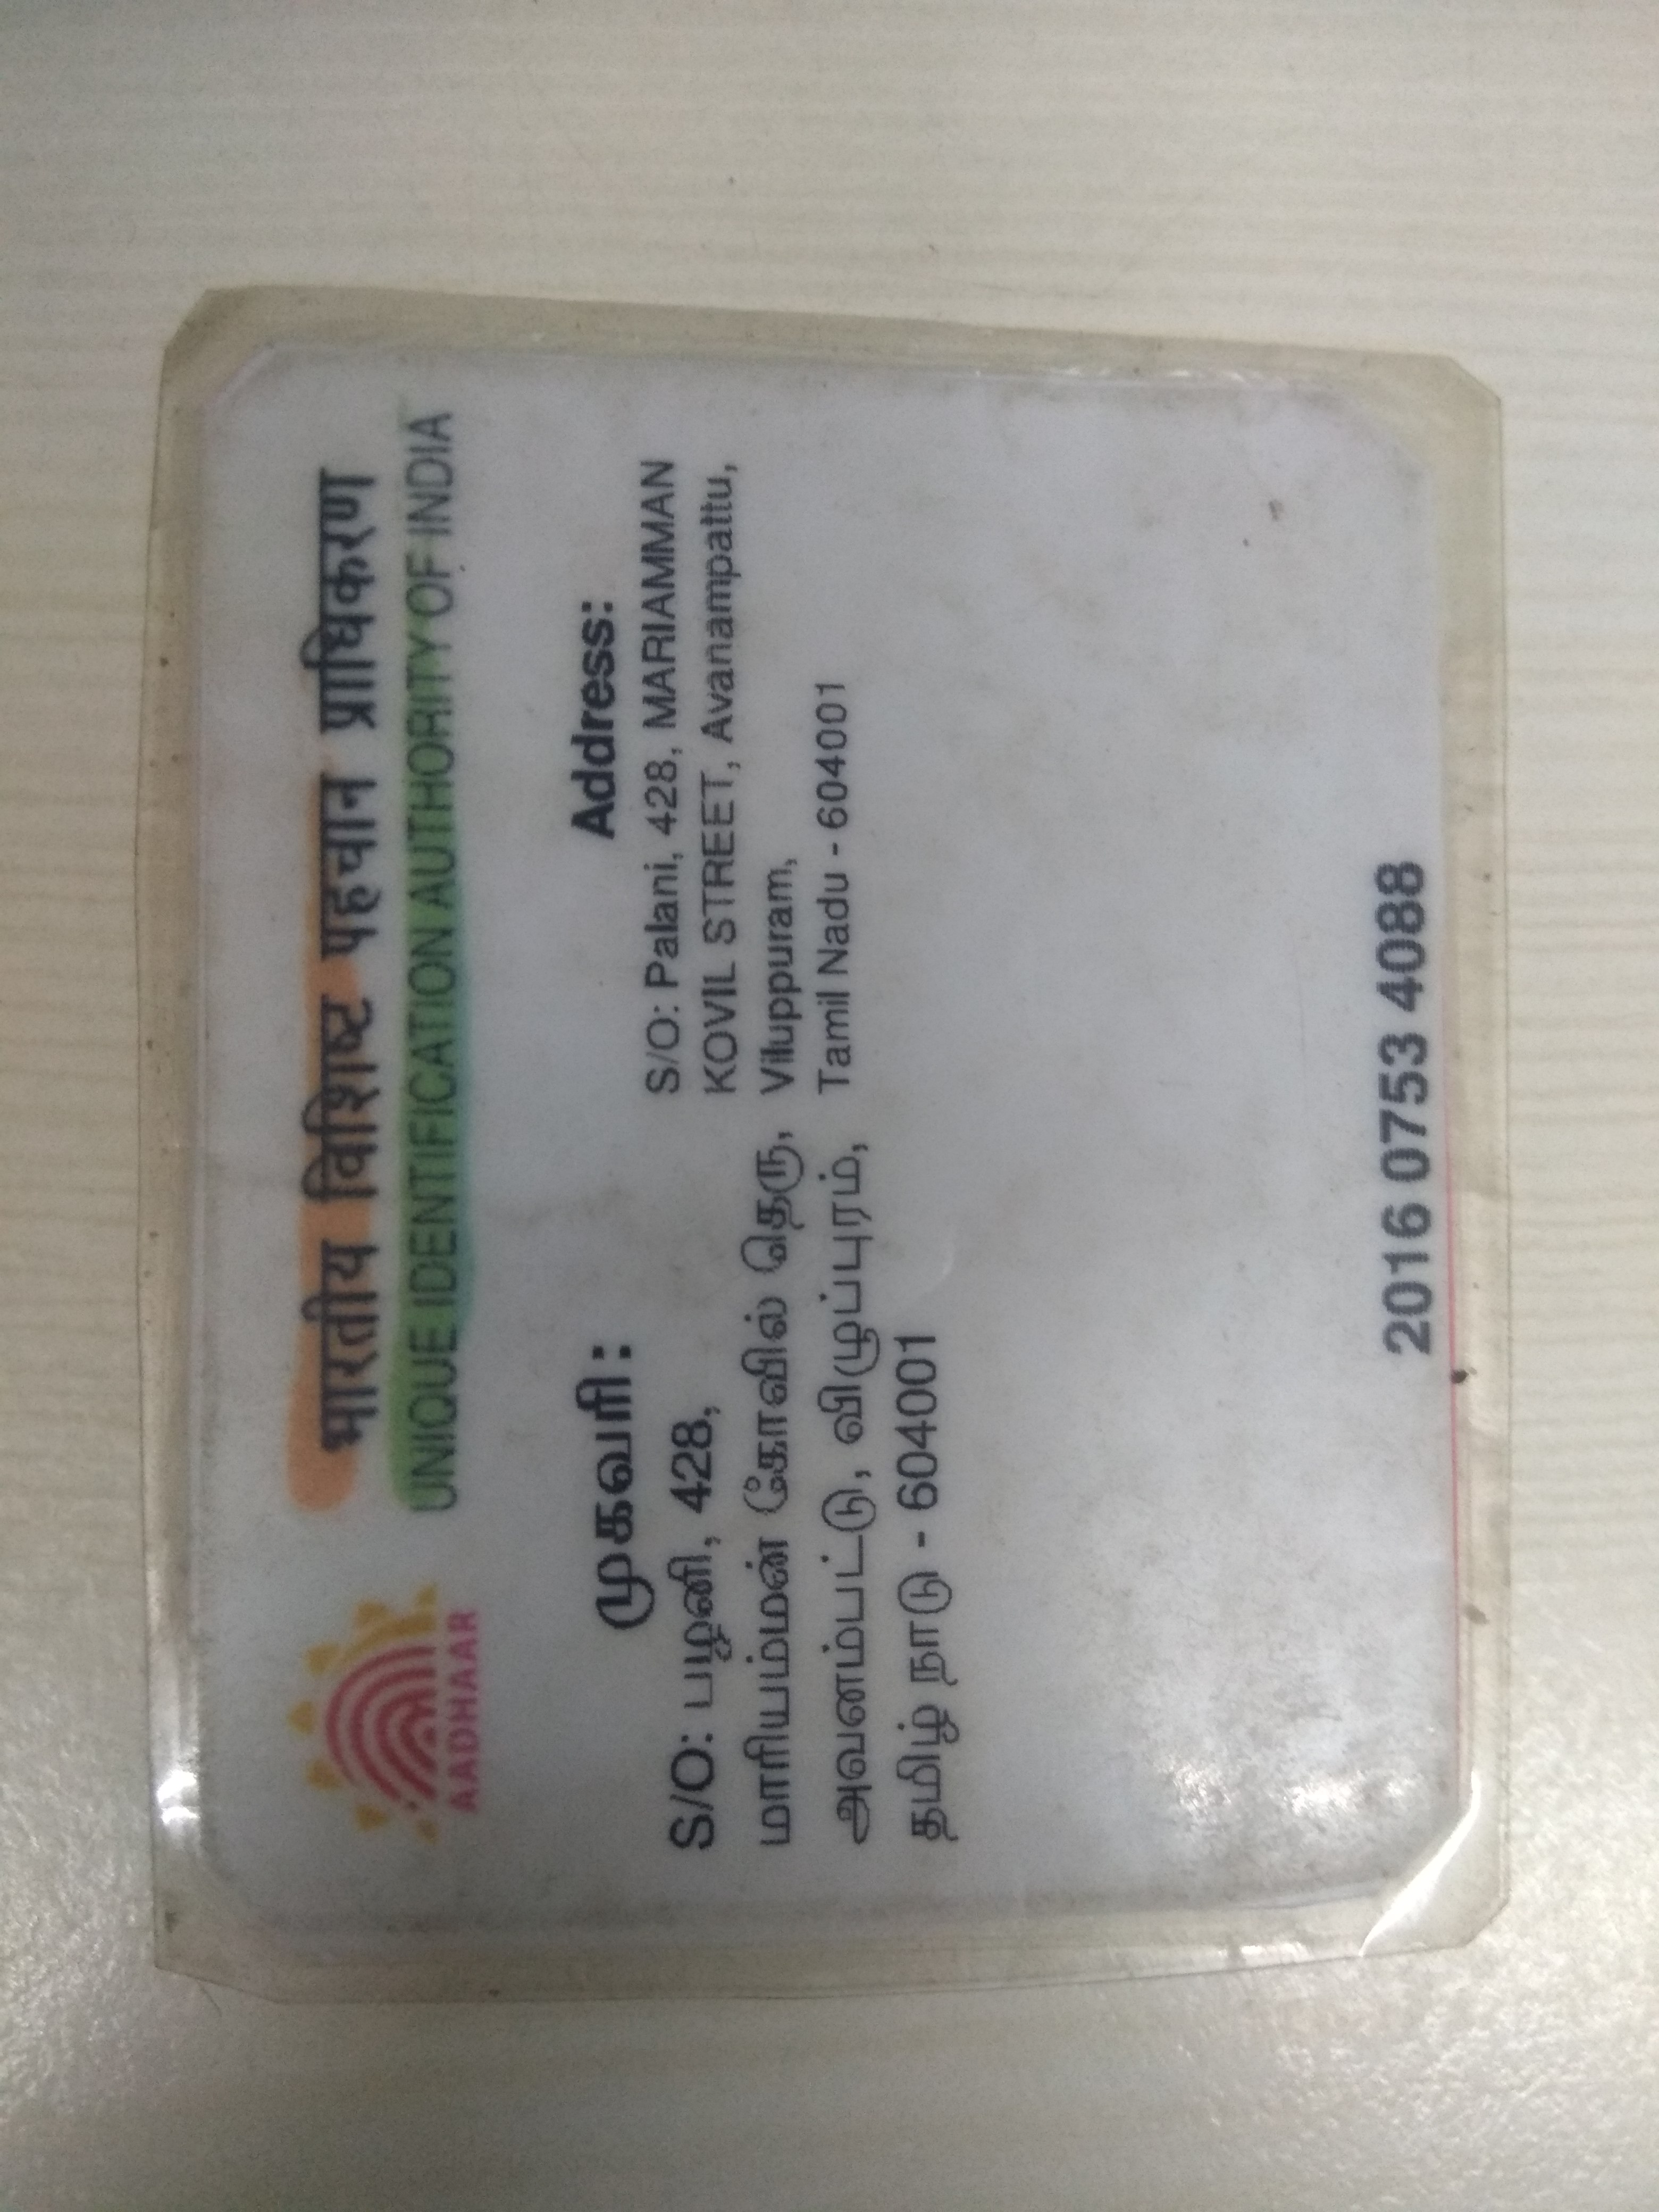 भारतीय विशिष्ट पहचान प्राधिकरण
UNIQUE IDENTIFICATION AUTHORITY OF INDIA
AADHAAR
முகவரி:
S/O: பழனி, 428,
மாரியம்மன் கோவில் தெரு,
அவனம்பட்டு, விழுப்புரம்,
தமிழ் நாடு - 604001
Address:
S/O: Palani, 428, MARIAMMAN
KOVIL STREET, Avanampattu,
Viluppuram,
Tamil Nadu - 604001
2016 0753 4088